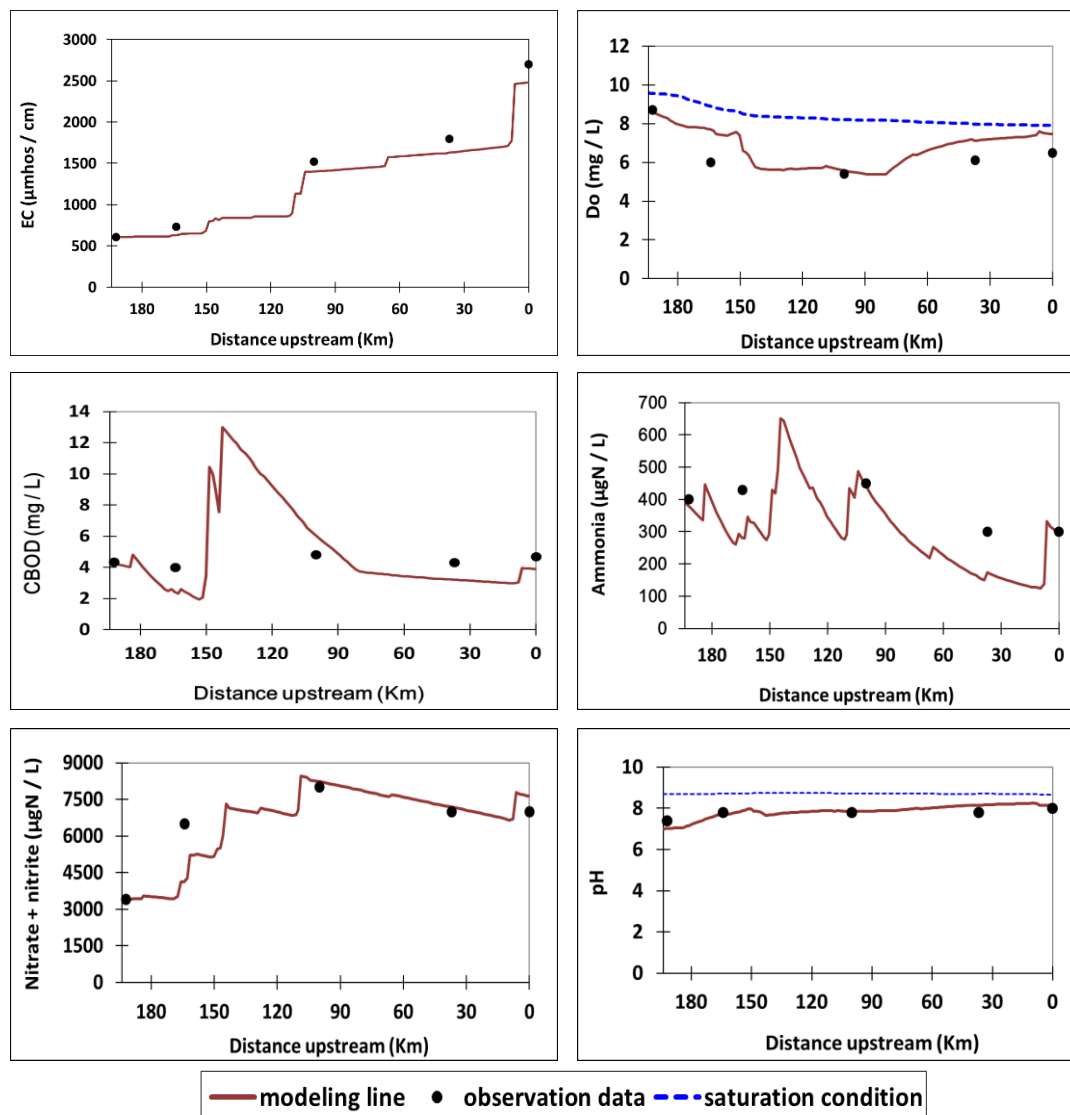 3000
2500
2000
1500
1000
500
0
EC (µmhos / cm)
180 150 120 90 60 30 0
Distance upstream (Km)
12
10
8
6
4
2
0
Do (mg / L)
180 150 120 90 60 30 0
Distance upstream (Km)
14
12
10
8
6
4
2
0
CBOD (mg / L)
180 150 120 90 60 30 0
Distance upstream (Km)
700
600
500
400
300
200
100
0
Ammonia (µgN / L)
180 150 120 90 60 30 0
Distance upstream (Km)
9000
7500
6000
4500
3000
1500
0
Nitrate + nitrite (µgN / L)
180 150 120 90 60 30 0
Distance upstream (Km)
10
8
6
4
2
0
pH
180 150 120 90 60 30 0
Distance upstream (Km)
modeling line observation data saturation condition